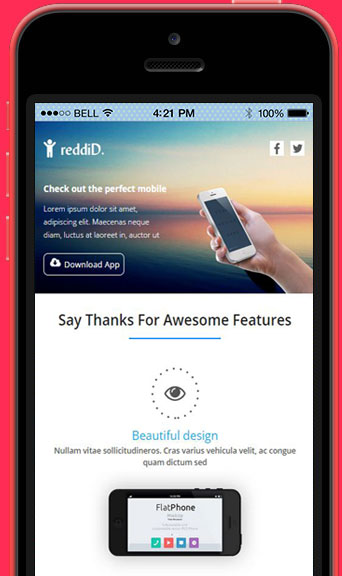 BELL 4:21 PM 100%
reddiD.
Check out the perfect mobile
Lorem ipsum dolor sit amet,
adipiscing elit. Maecenas neque
diam, luctus at laoreet in, auctor ut
Download App
Say Thanks For Awesome Features
Beautiful design
Nullam vitae sollicitudineros. Cras varius vehicula velit, ac congue
quam dictum sed
FlatPhone